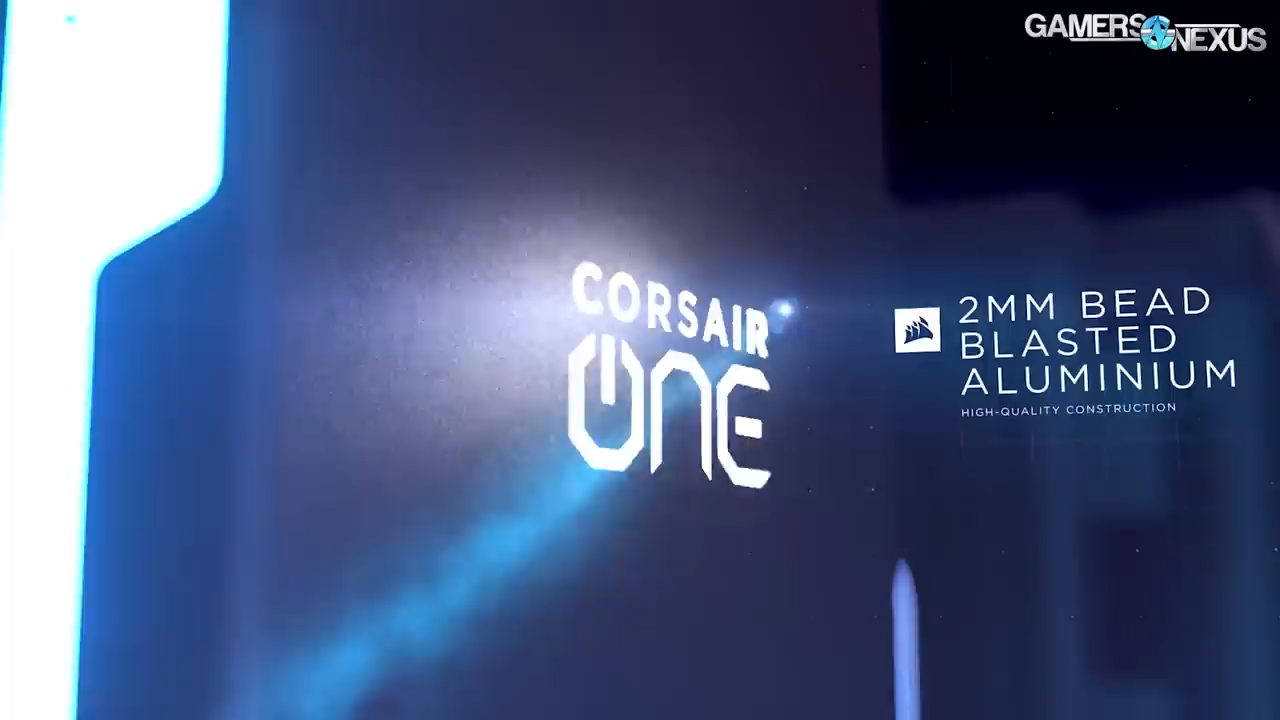 GAMERS NEXUS
CORSAIR
ONE
2MM BEAD
BLASTED
ALUMINIUM
HIGH-QUALITY CONSTRUCTION